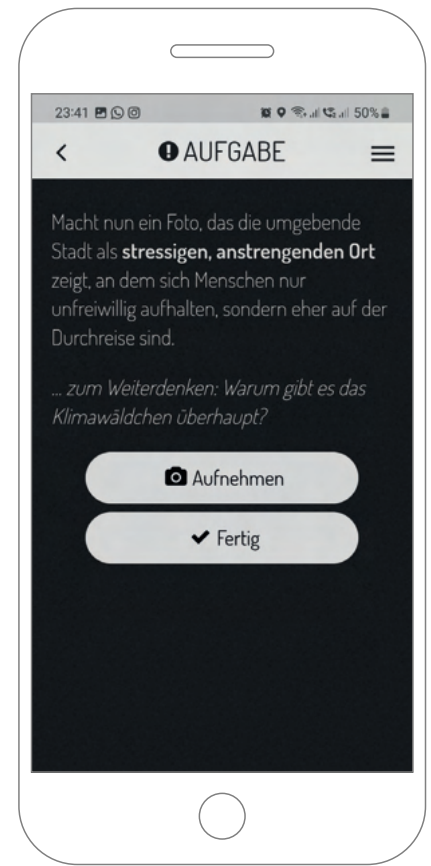 23:41 50%
AUFGABE
Macht nun ein Foto, das die umgebende
Stadt als stressigen, anstrengenden Ort
zeigt, an dem sich Menschen nur
unfreiwillig aufhalten, sondern eher auf der
Durchreise sind.
... zum Weiterdenken: Warum gibt es das
Klimawäldchen überhaupt?
Aufnehmen
Fertig